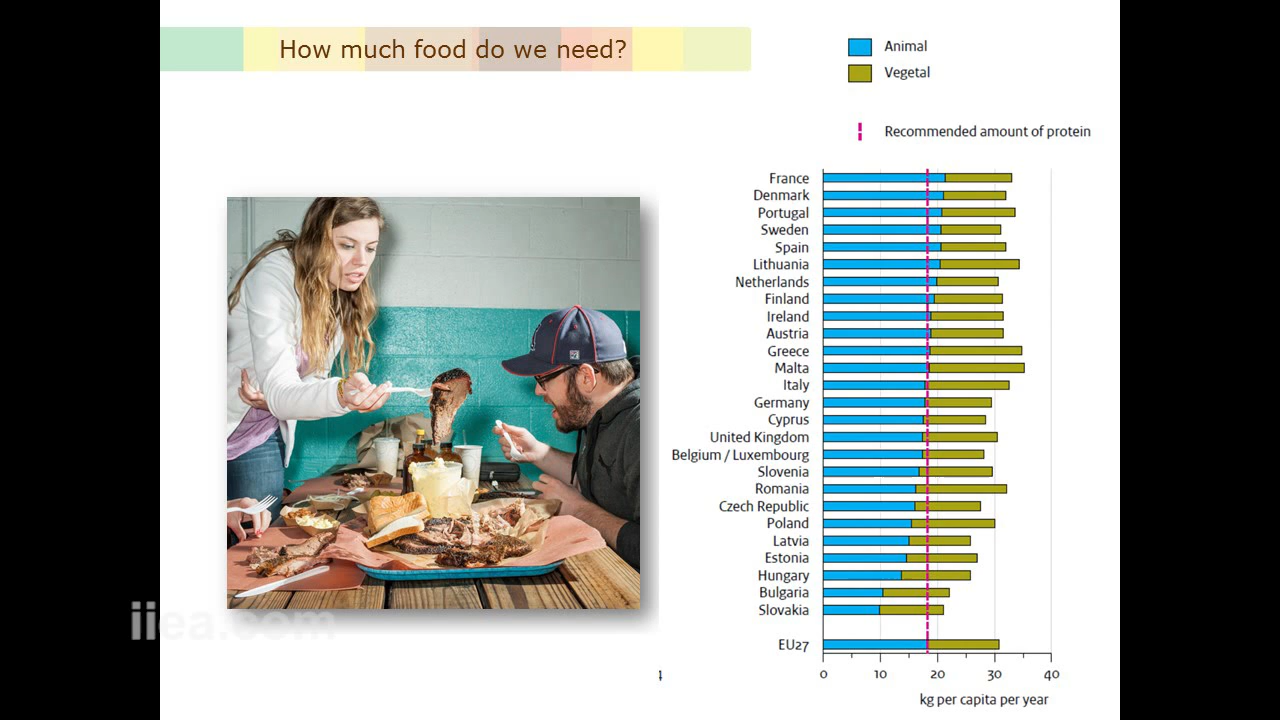 How much food do we need?
Animal
Vegetal
Recommended amount of protein
France
Denmark
Portugal
Sweden
Spain
Lithuania
Netherlands
Finland
Ireland
Austria
Greece
Malta
Italy
Germany
Cyprus
United Kingdom
Belgium / Luxembourg
Slovenia
Romania
Czech Republic
Poland
Latvia
Estonia
Hungary
Bulgaria
Slovakia
EU27
0 10 20 30 40
kg per capita per year
4
iiea.com